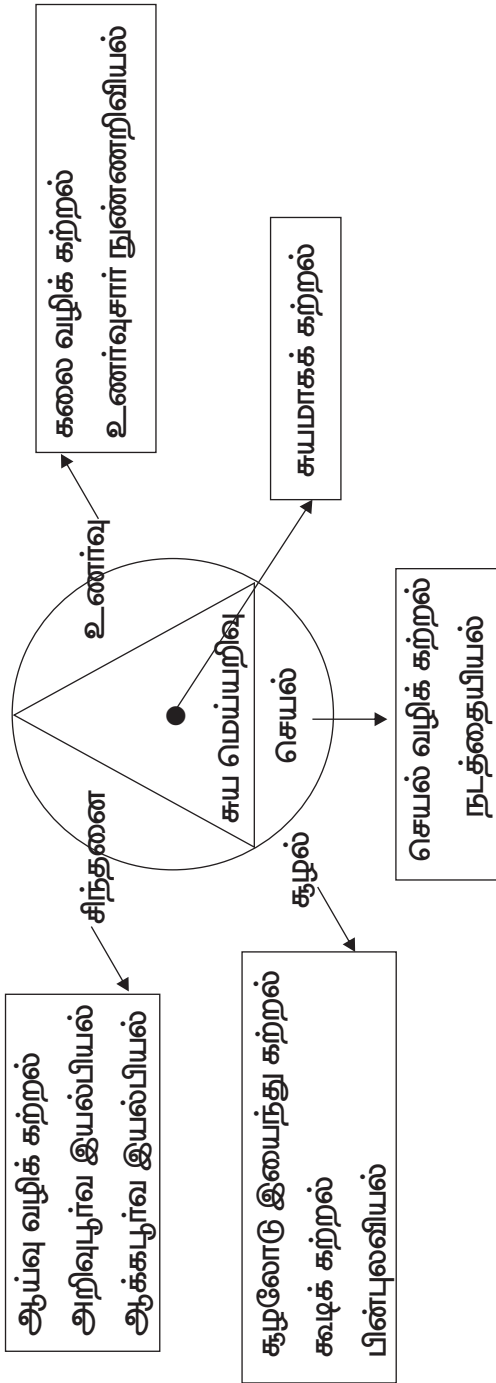 ஆய்வு வழிக் கற்றல்
அறிவுபூர்வ இயல்பியல்
ஆக்கபூர்வ இயல்பியல்
சிந்தனை
உணர்வு
கலை வழிக் கற்றல்
உணர்வுசார் நுண்ணறிவியல்
சுய மெய்யறிவு
செயல்
சுயமாகக் கற்றல்
சூழல்
சூழலோடு இயைந்து கற்றல்
கூடிக் கற்றல்
பின்புலவியல்
செயல் வழிக் கற்றல்
நடத்தையியல்